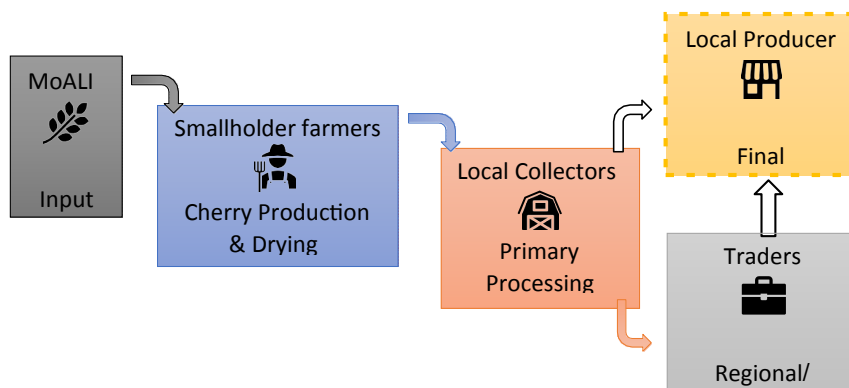 MoALI
Input
Smallholder farmers
Cherry Production
& Drying
Local Collectors
Primary
Processing
Local Producer
Final
Traders
Regional/